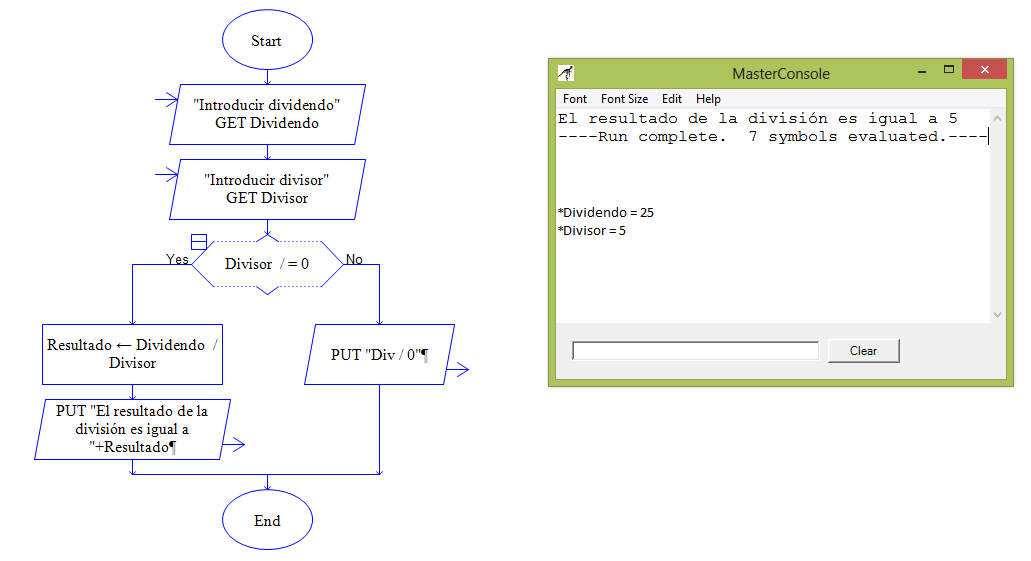 Start
"Introducir dividendo"
GET Dividendo
"Introducir divisor"
GET Divisor
Yes
Divisor / = 0
No
Resultado ← Dividendo /
Divisor
PUT "Div / 0"¶
PUT "El resultado de la
división es igual a
"+Resultado¶
End
MasterConsole
Font Font Size Edit Help
El resultado de la división es igual a 5
----Run complete. 7 symbols evaluated.----
*Dividendo = 25
*Divisor = 5
Clear